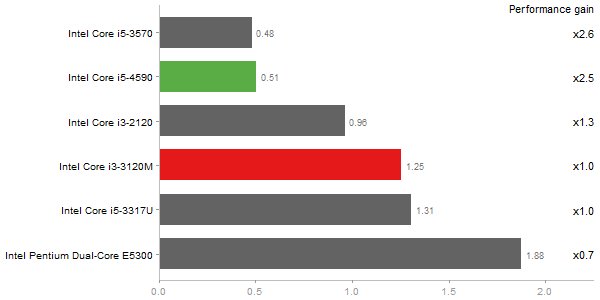 Performance gain
Intel Core i5-3570 0.48 x2.6
Intel Core i5-4590 0.51 x2.5
Intel Core i3-2120 0.96 x1.3
Intel Core i3-3120M 1.25 x1.0
Intel Core i5-3317U 1.31 x1.0
Intel Pentium Dual-Core E5300 1.88 x0.7
0.0 0.5 1.0 1.5 2.0